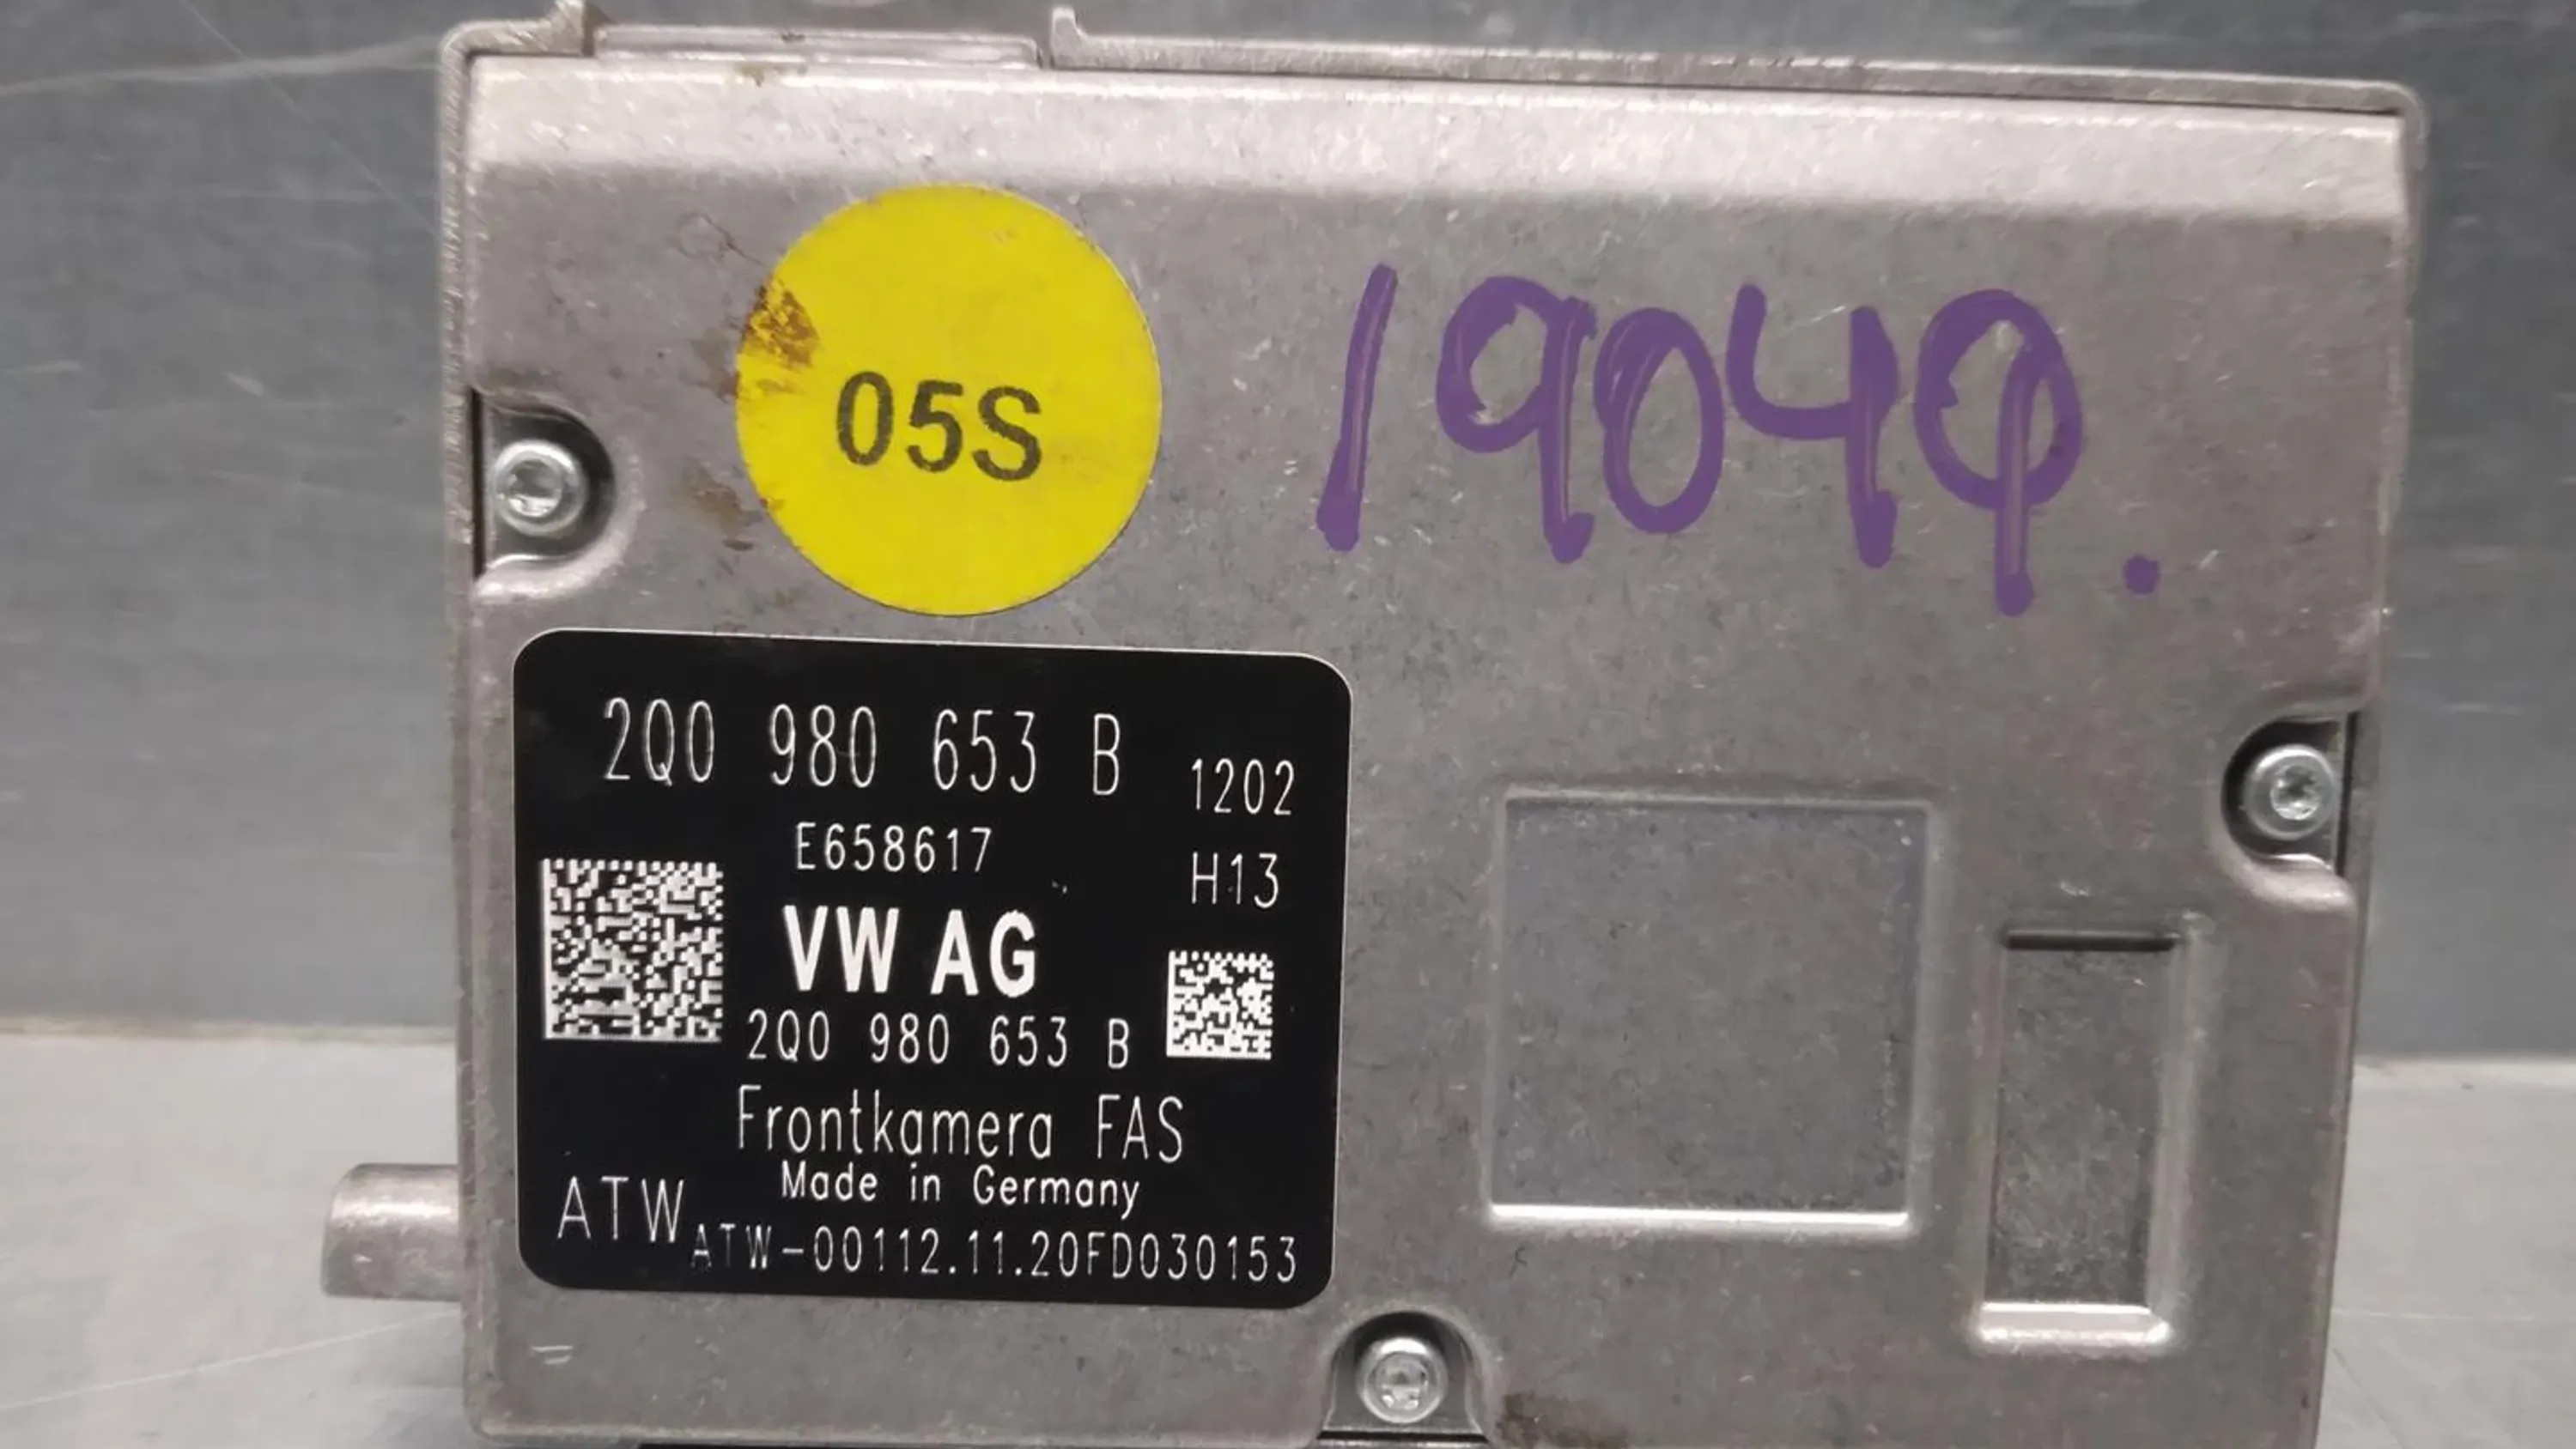 05S
19049.
2Q0 980 653 B
1202
E658617
H13
VW AG
2Q0 980 653 B
Frontkamera FAS
Made in Germany
ATW
ATW-00112.11.20FD030153